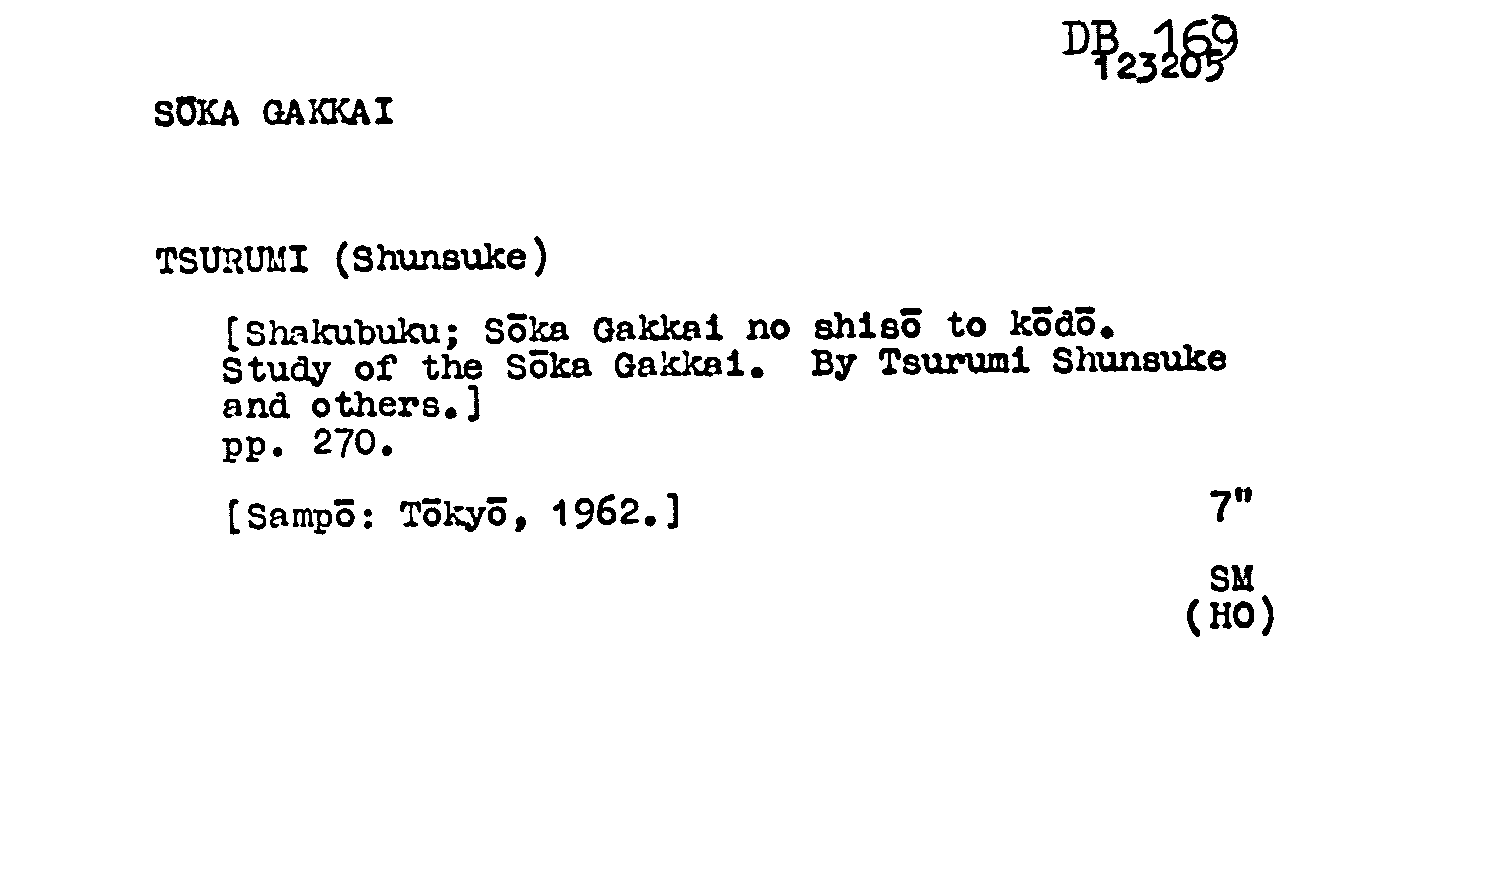 DB 169
123205
SŌKA GAKKAI
TSURUMI (Shunsuke)
[Shakubuku; Sōka Gakkai no shisō to kōdō.
Study of the Sōka Gakkai. By Tsurumi Shunsuke
and others.]
pp. 270.
[Sampō: Tōkyō, 1962.] 7"
SM
(HO)